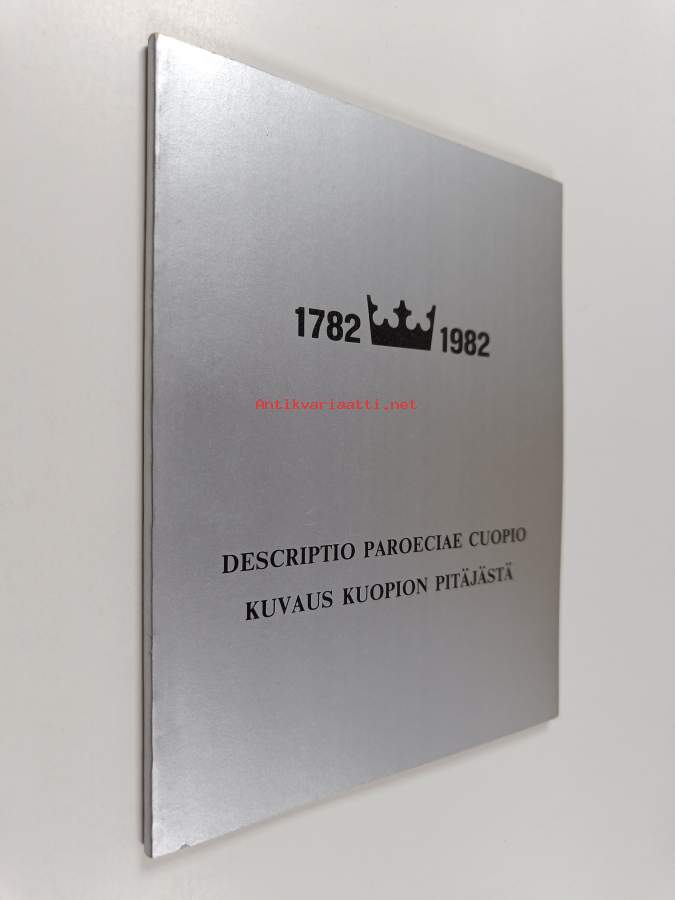 1782 1982
Antikvariaatti.net
DESCRIPTIO PAROECIAE CUOPIO
KUVAUS KUOPION PITÄJÄSTÄ